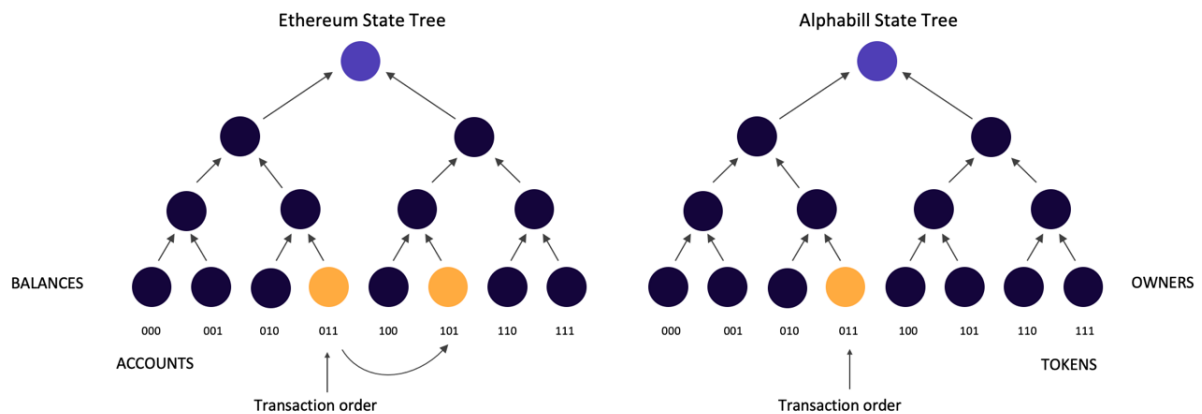 Ethereum State Tree
Alphabill State Tree
BALANCES
OWNERS
000 001 010 011 100 101 110 111
000 001 010 011 100 101 110 111
ACCOUNTS
TOKENS
Transaction order
Transaction order